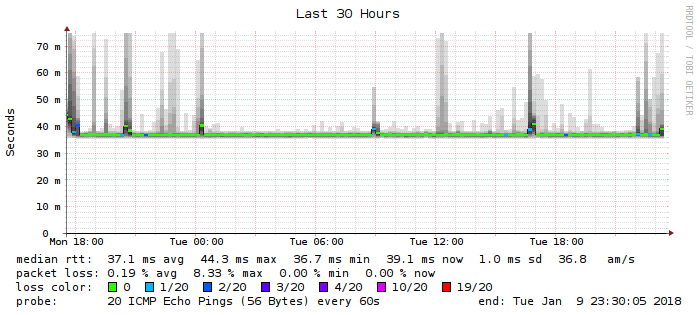 Last 30 Hours
RRDTOOL / TOBI OETIKER
Seconds
70 m
60 m
50 m
40 m
30 m
20 m
10 m
0
Mon 18:00 Tue 00:00 Tue 06:00 Tue 12:00 Tue 18:00
median rtt: 37.1 ms avg 44.3 ms max 36.7 ms min 39.1 ms now 1.0 ms sd 36.8 am/s
packet loss: 0.19 % avg 8.33 % max 0.00 % min 0.00 % now
loss color: 0 1/20 2/20 3/20 4/20 10/20 19/20
probe: 20 ICMP Echo Pings (56 Bytes) every 60s end: Tue Jan 9 23:30:05 2018